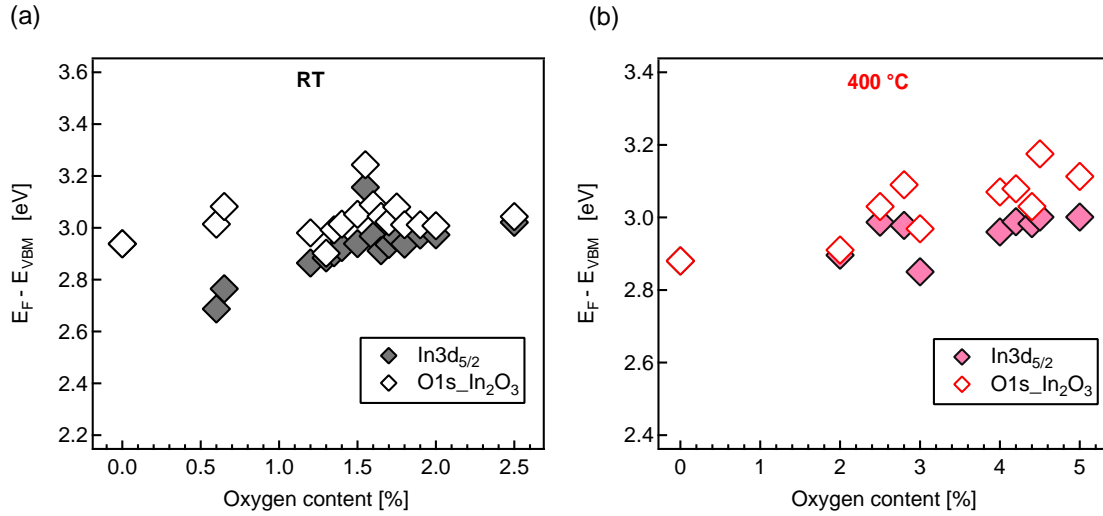 (a)
RT
3.6
3.4
3.2
3.0
2.8
2.6
2.4
2.2
E_F - E_VBM [eV]
In3d_5/2
O1s_In₂O₃
0.0
0.5
1.0
1.5
2.0
2.5
Oxygen content [%]
(b)
400 °C
3.4
3.2
3.0
2.8
2.6
2.4
E_F - E_VBM [eV]
In3d_5/2
O1s_In₂O₃
0
1
2
3
4
5
Oxygen content [%]